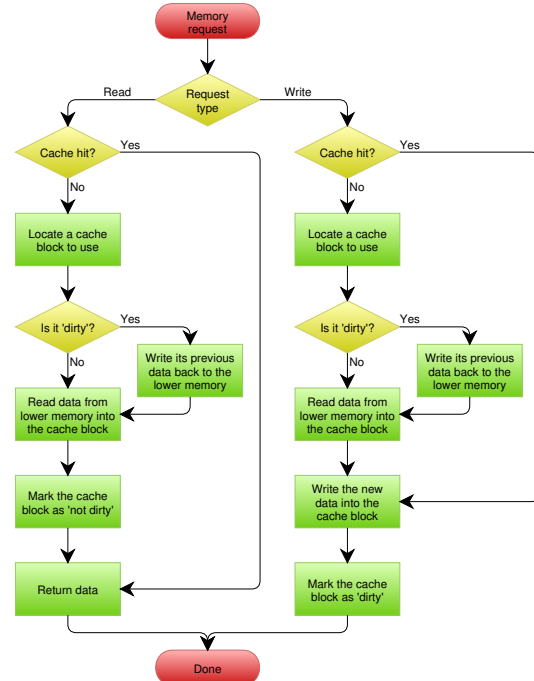 Memory
request
Request
type
Read
Write
Cache hit?
Yes
No
Locate a cache
block to use
Is it 'dirty'?
Yes
No
Write its previous
data back to the
lower memory
Read data from
lower memory into
the cache block
Mark the cache
block as 'not dirty'
Return data
Cache hit?
Yes
No
Locate a cache
block to use
Is it 'dirty'?
Yes
No
Write its previous
data back to the
lower memory
Read data from
lower memory into
the cache block
Write the new
data into the
cache block
Mark the cache
block as 'dirty'
Done